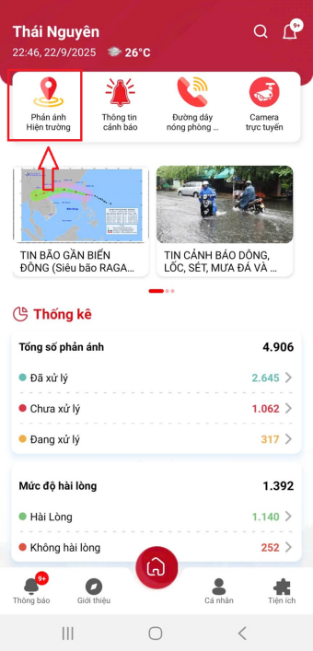 Thái Nguyên
22:46, 22/9/2025 26°C
9+
Phản ánh
Hiện trường
Thông tin
cảnh báo
Đường dây
nóng phòng ...
Camera
trực tuyến
TIN BÃO GẦN BIỂN
ĐÔNG (Siêu bão RAGA...
TIN CẢNH BÁO DÔNG,
LỐC, SÉT, MƯA ĐÁ VÀ ...
Thống kê
Tổng số phản ánh 4.906
Đã xử lý 2.645
Chưa xử lý 1.062
Đang xử lý 317
Mức độ hài lòng 1.392
Hài Lòng 1.140
Không hài lòng 252
9+
Thông báo
Giới thiệu
Cá nhân
Tiện ích